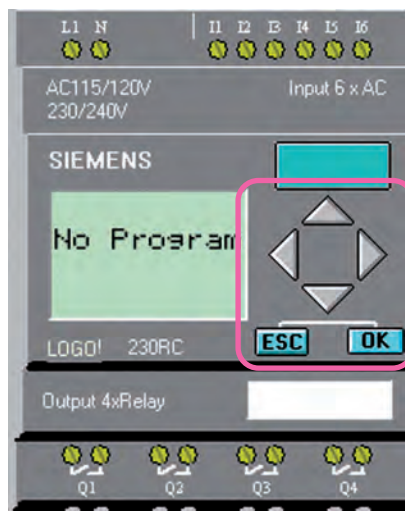 L1 N I1 I2 I3 I4 I5 I6
AC115/120V Input 6 x AC
230/240V
SIEMENS
No Program
ESC OK
LOGO! 230RC
Output 4xRelay
Q1 Q2 Q3 Q4